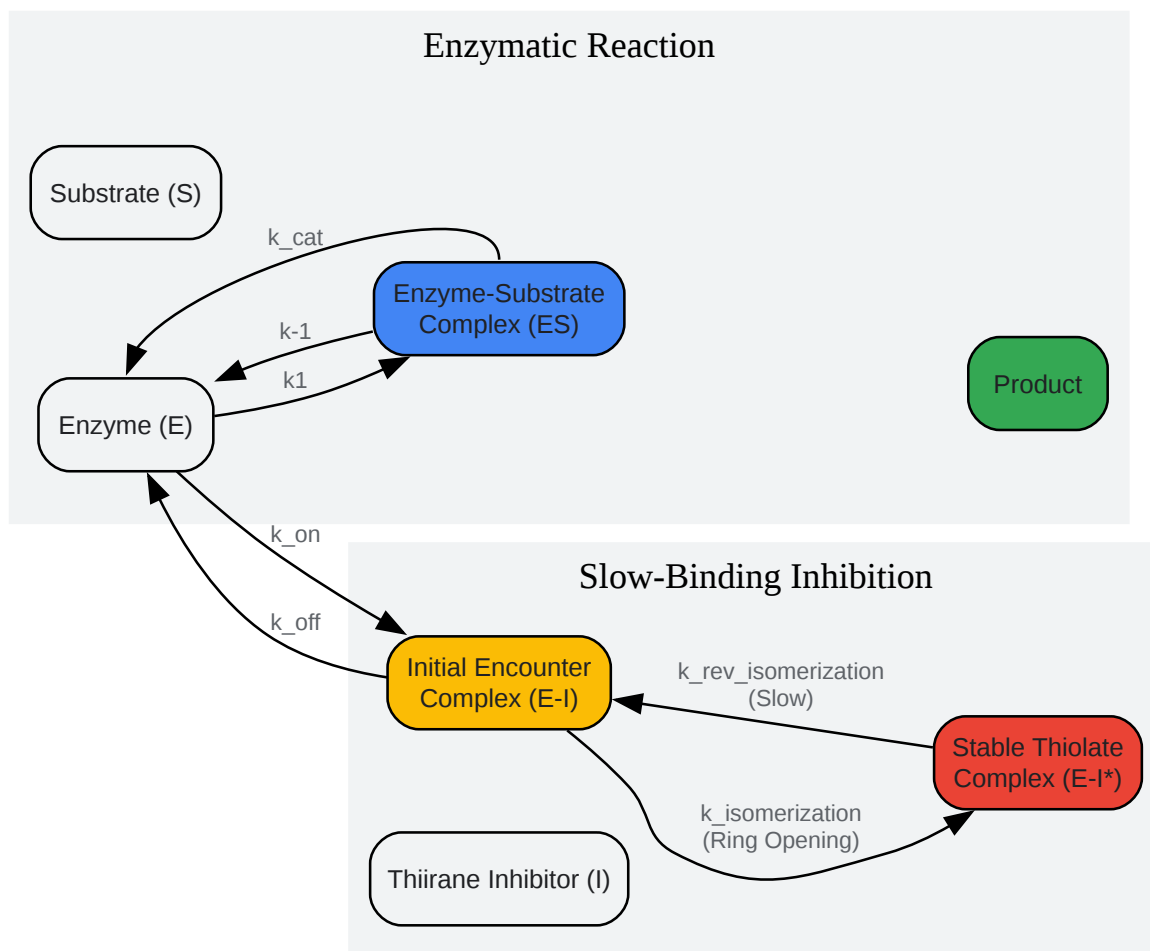 Enzymatic Reaction
Substrate (S)
k_cat
Enzyme-Substrate
Complex (ES)
k-1
k1
Product
Enzyme (E)
k_on
k_off
Slow-Binding Inhibition
Initial Encounter
Complex (E-I)
k_rev_isomerization
(Slow)
Stable Thiolate
Complex (E-I*)
k_isomerization
(Ring Opening)
Thiirane Inhibitor (I)